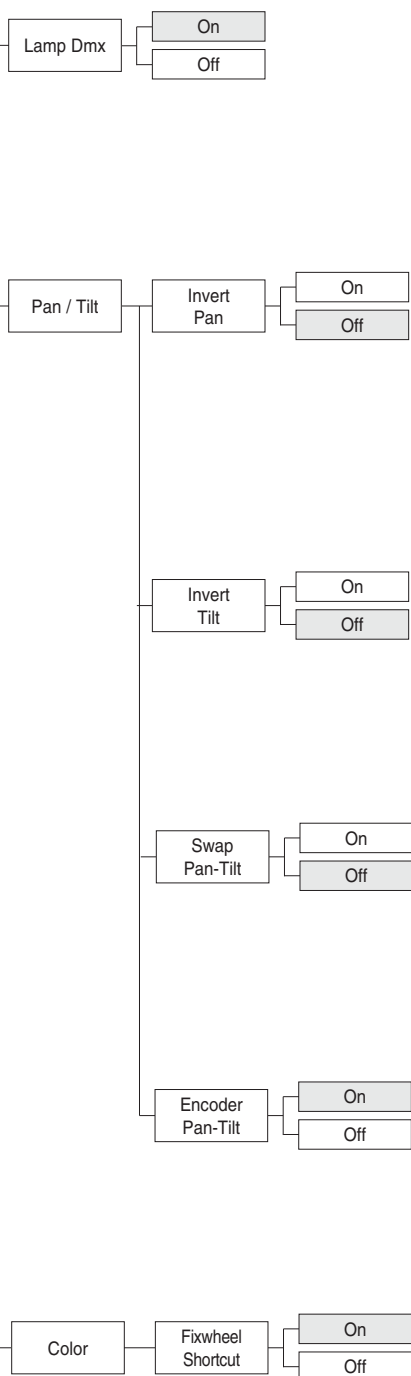 Lamp Dmx
On
Off
Pan / Tilt
Invert
Pan
On
Off
Invert
Tilt
On
Off
Swap
Pan-Tilt
On
Off
Encoder
Pan-Tilt
On
Off
Color
Fixwheel
Shortcut
On
Off